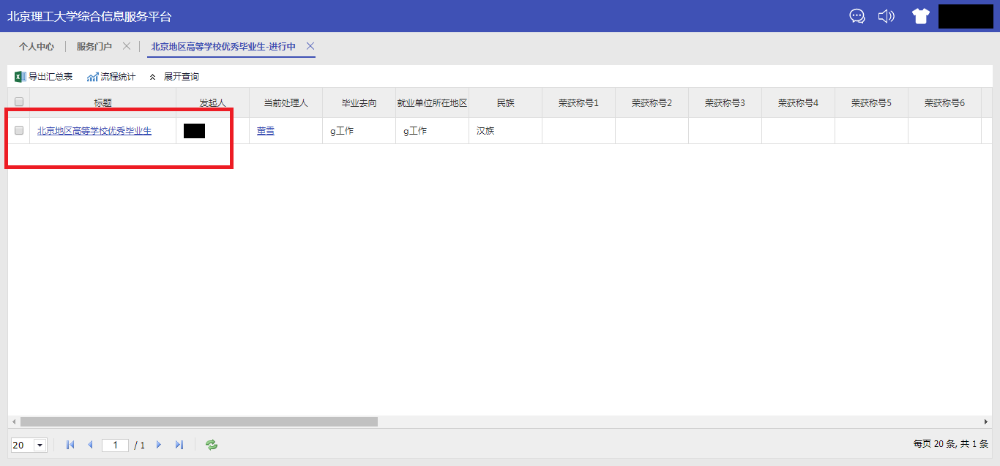 北京理工大学综合信息服务平台
个人中心 服务门户 北京地区高等学校优秀毕业生-进行中
导出汇总表 流程统计 展开查询
标题 发起人 当前处理人 毕业去向 就业单位所在地区 民族 荣获称号1 荣获称号2 荣获称号3 荣获称号4 荣获称号5 荣获称号6
北京地区高等学校优秀毕业生 董雪 g工作 g工作 汉族
20 1 / 1 每页 20 条, 共 1 条